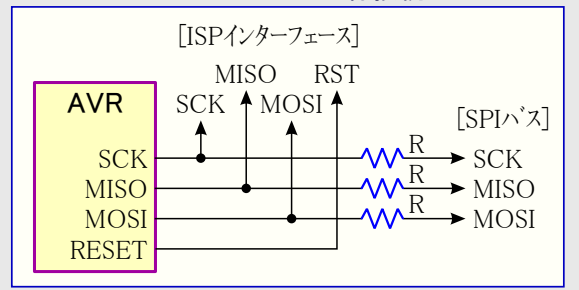 [ISPインターフェース]
MISO RST
AVR SCK MOSI
[SPIバス]
SCK R SCK
MISO R MISO
MOSI R MOSI
RESET